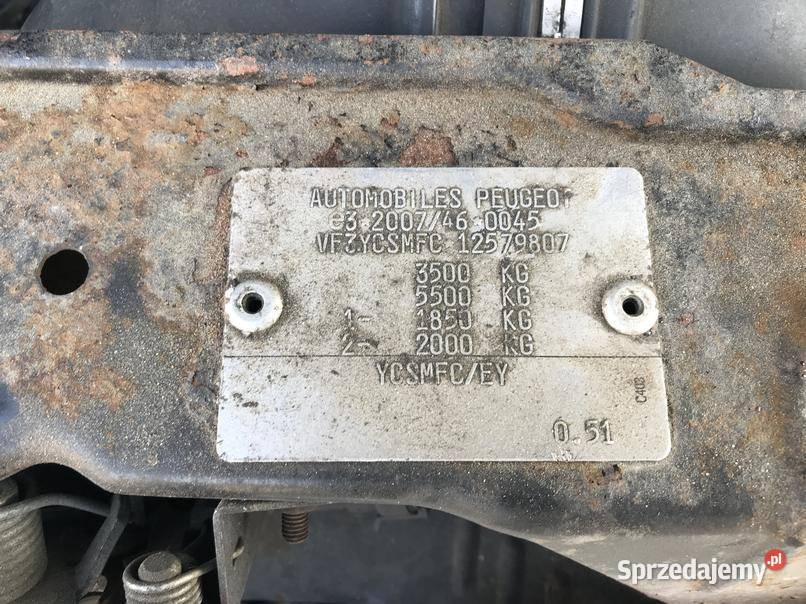 AUTOMOBILES PEUGEOT
e3*2007/46*0045
VF3YCSMFC 12579807
3500 KG
5500 KG
1- 1850 KG
2- 2000 KG
YCSMFC/EY
C403
0.51
Sprzedajemy.pl